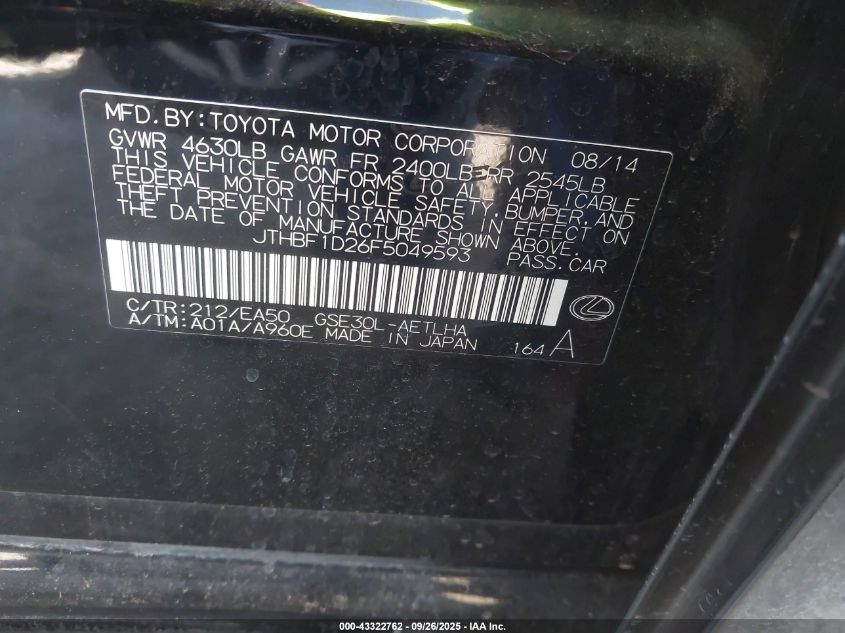 MFD.BY:TOYOTA MOTOR CORPORATION 08/14
GVWR 4630LB GAWR FR 2400LB RR 2545LB
THIS VEHICLE CONFORMS TO ALL APPLICABLE
FEDERAL MOTOR VEHICLE SAFETY,BUMPER,AND
THEFT PREVENTION STANDARDS IN EFFECT ON
THE DATE OF MANUFACTURE SHOWN ABOVE.
JTHBF1D26F5049593 PASS.CAR
C/TR:212/EA50 GSE30L-AETLHA
A/TM:A01A/A960E MADE IN JAPAN 164 A
000-43322762 - 09/26/2025 - IAA Inc.